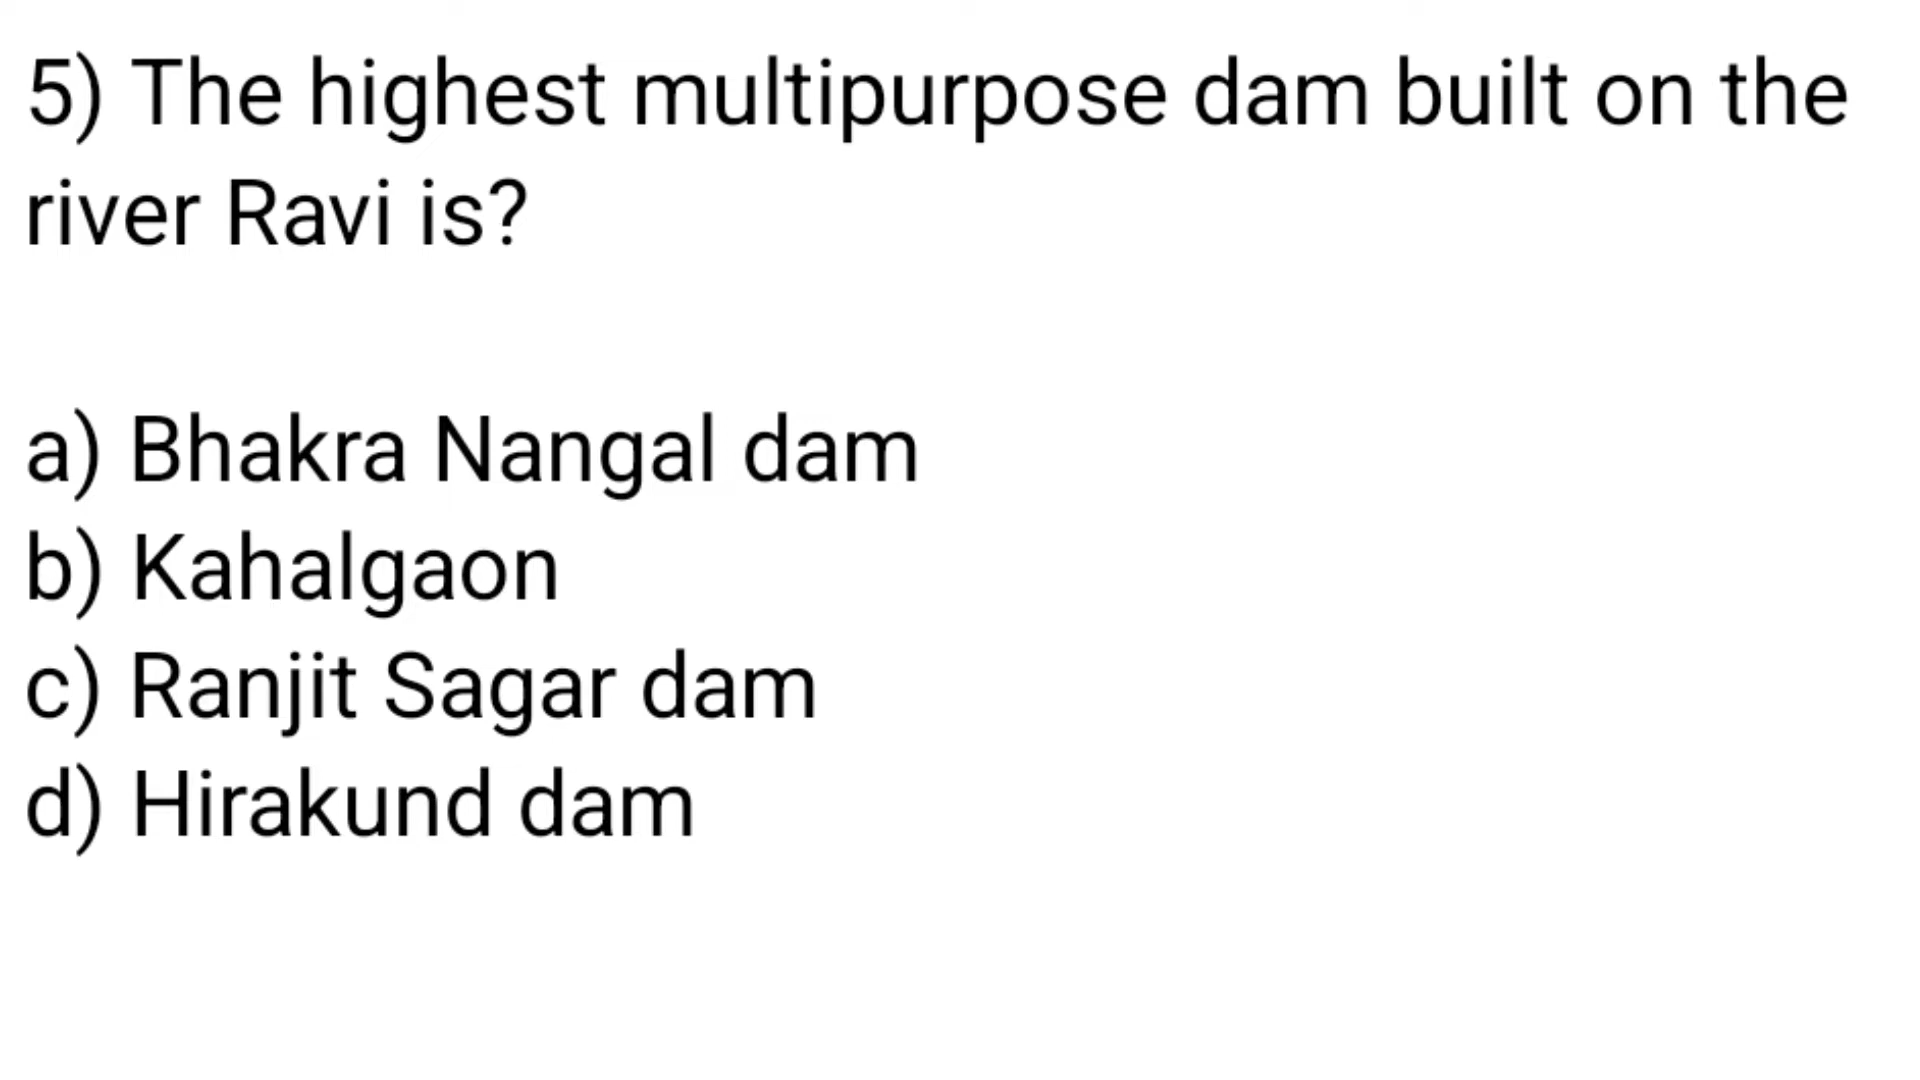 5) The highest multipurpose dam built on the
river Ravi is?
a) Bhakra Nangal dam
b) Kahalgaon
c) Ranjit Sagar dam
d) Hirakund dam